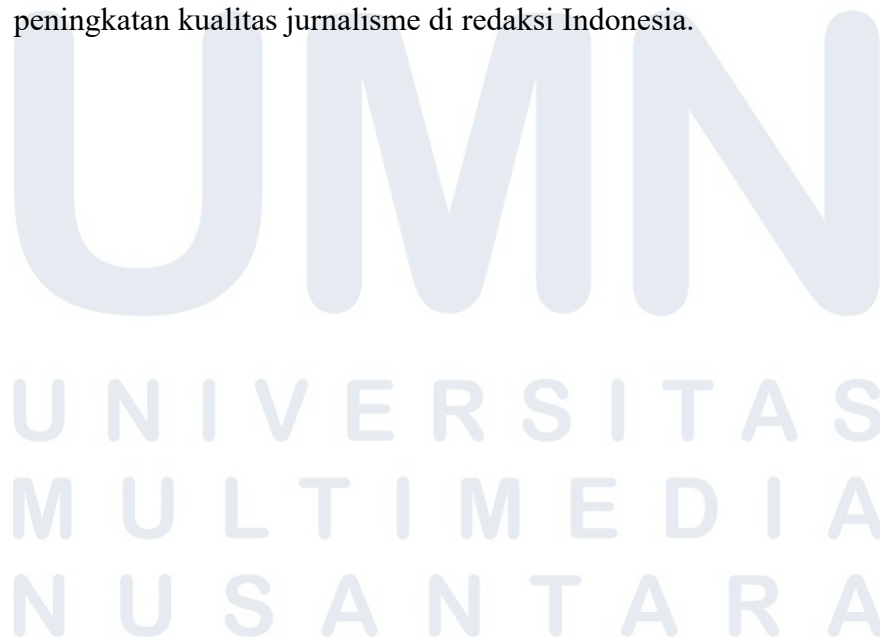 peningkatan kualitas jurnalisme di redaksi Indonesia.
UMN
UNIVERSITAS
MULTIMEDIA
NUSANTARA